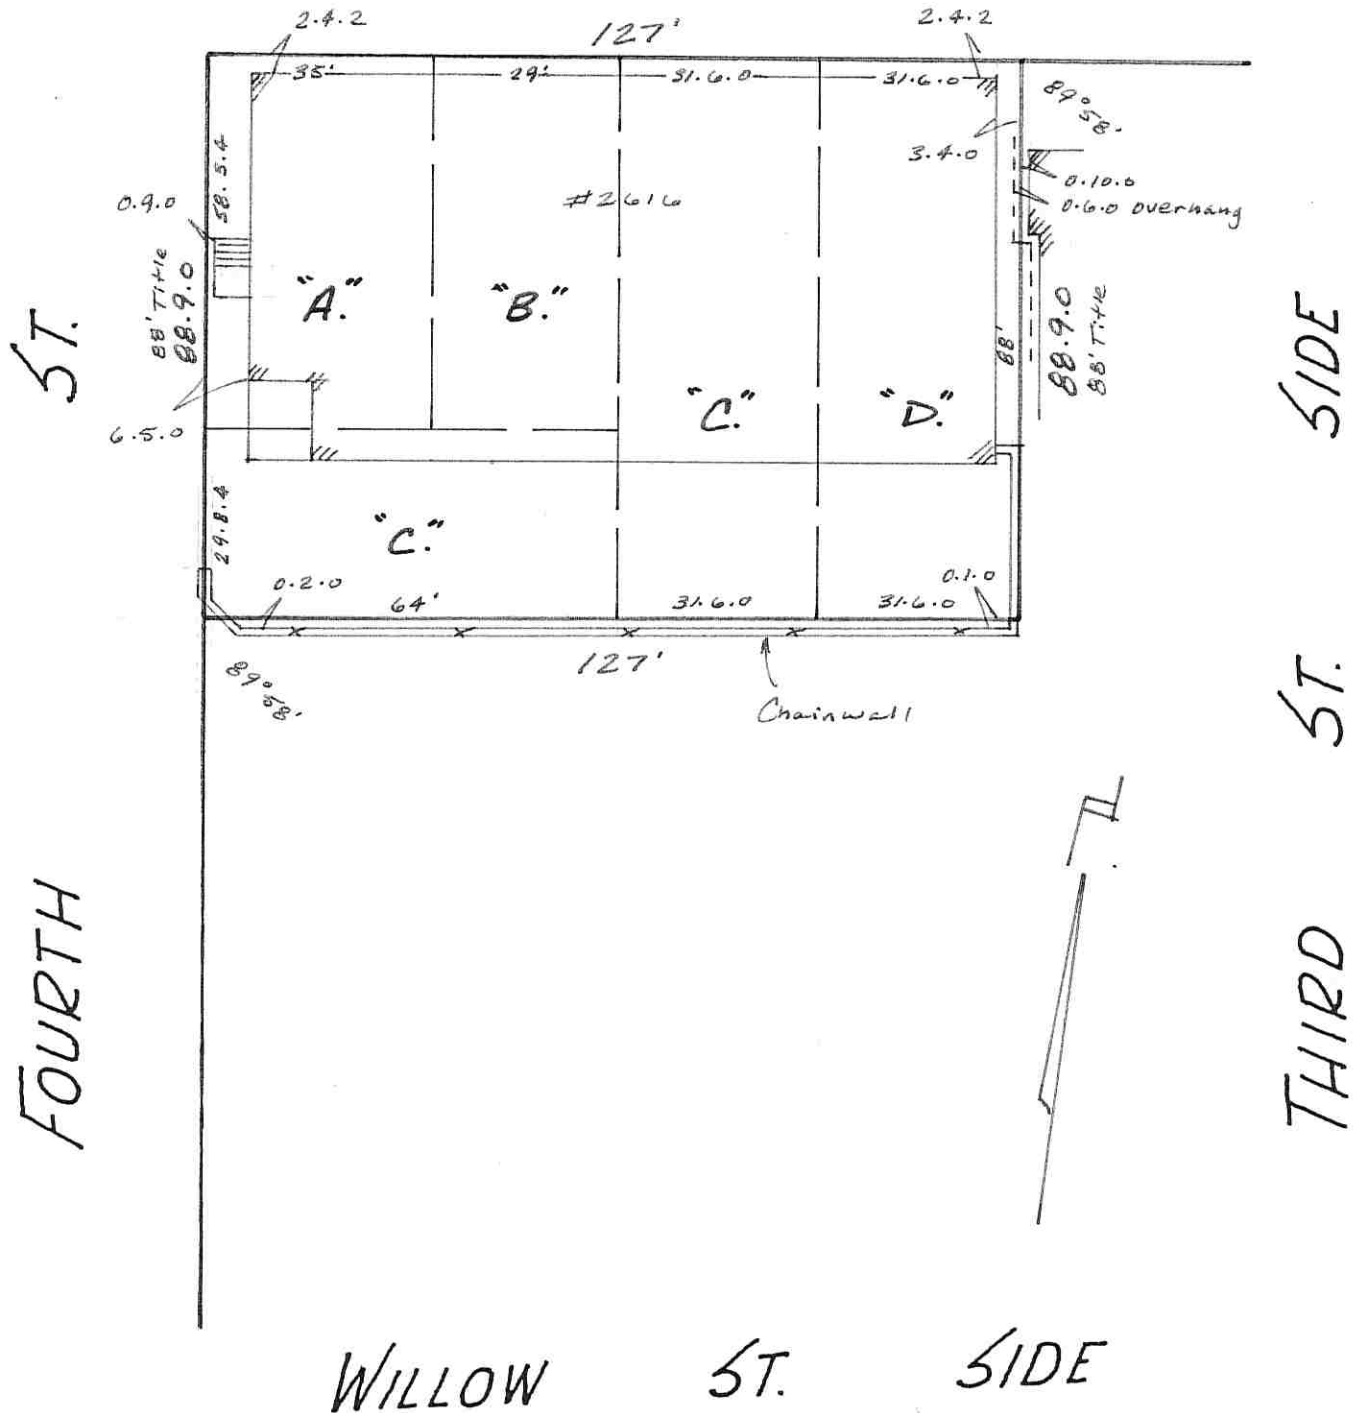 2.4.2
127'
2.4.2
35'
29'
31.6.0
31.6.0
89°58'
3.4.0
58.5.4
0.10.0
0.6.0 overhang
0.9.0
#2616
88' Title
88.9.0
"A."
"B."
"C."
"D."
88'
88.9.0
88' Title
ST.
SIDE
6.5.0
29.8.4
"C."
0.2.0
64'
31.6.0
31.6.0
0.1.0
127'
89°58'
Chainwall
ST.
FOURTH
THIRD
WILLOW ST. SIDE